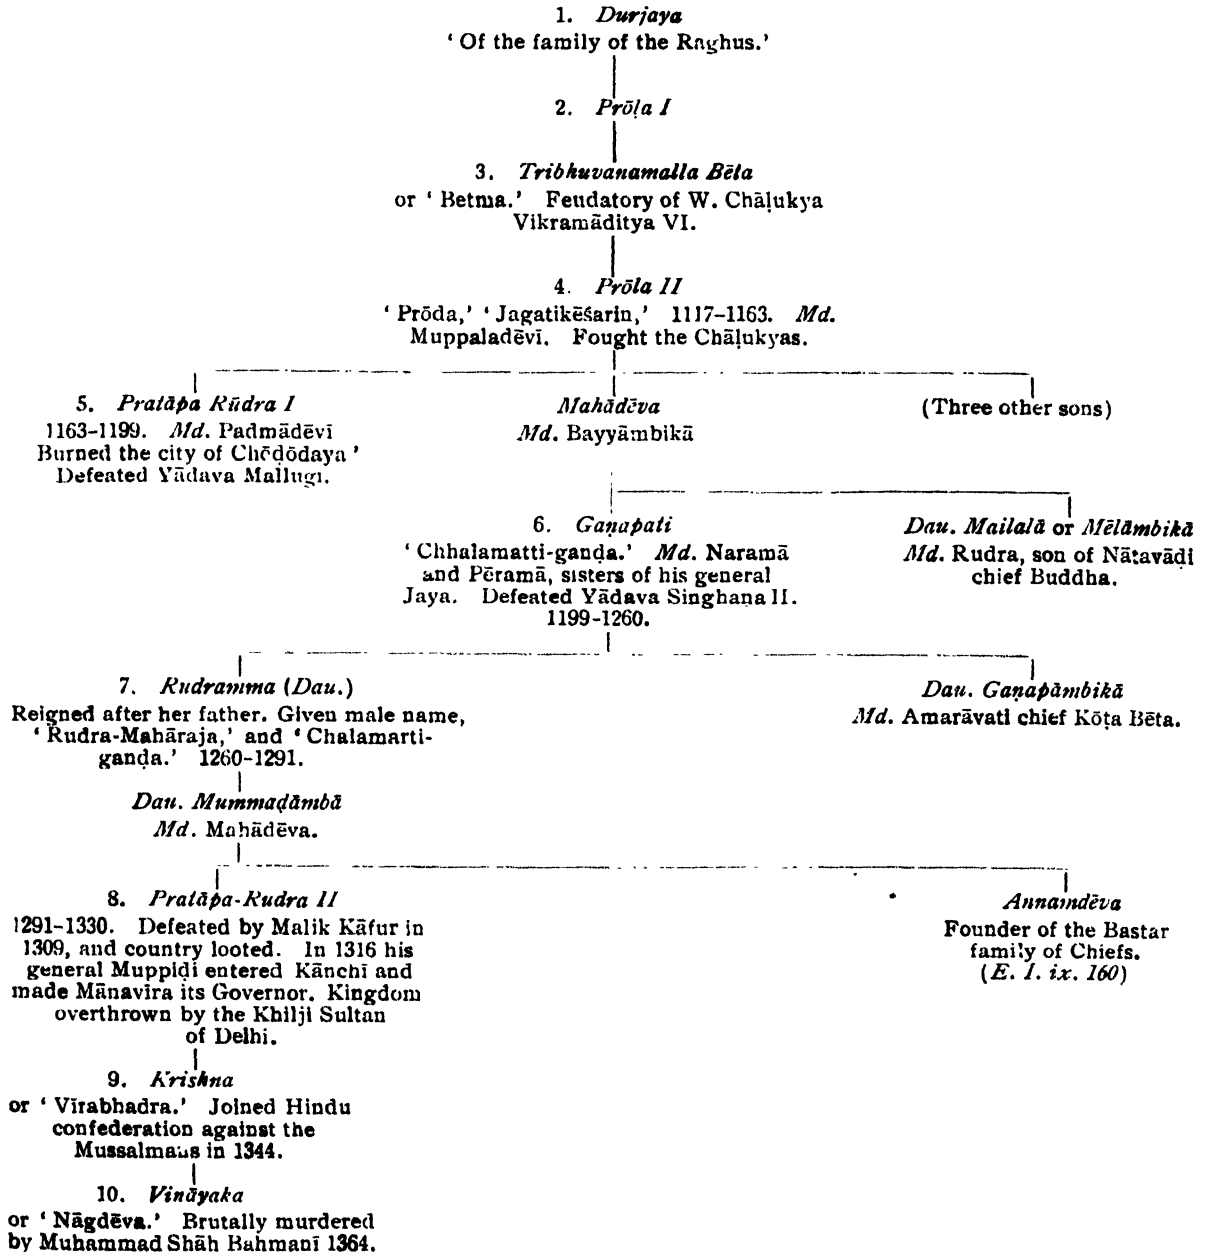 1. Durjaya
‘ Of the family of the Raghus.’
2. Prōḷa I
3. Tribhuvanamalla Bēta
or ‘ Betma.’ Feudatory of W. Chāḷukya
Vikramāditya VI.
4. Prōla II
‘ Prōda,’ ‘ Jagatikēśarin,’ 1117–1163. Md.
Muppaladēvī. Fought the Chāḷukyas.
5. Pratāpa Rūdra I
1163–1199. Md. Padmādēvī
Burned the city of Chēḍōdaya ’
Defeated Yādava Mallugi.
Mahādēva
Md. Bayyāmbikā
(Three other sons)
6. Gaṇapati
‘ Chhalamatti-gaṇḍa.’ Md. Naramā
and Pēramā, sisters of his general
Jaya. Defeated Yādava Singhaṇa II.
1199-1260.
Dau. Mailalā or Mēlāmbikā
Md. Rudra, son of Nāṭavāḍi
chief Buddha.
7. Rudramma (Dau.)
Reigned after her father. Given male name,
‘ Rudra-Mahāraja,’ and ‘ Chalamarti-
gaṇḍa.’ 1260-1291.
Dau. Gaṇapāmbikā
Md. Amarāvati chief Kōṭa Bēta.
Dau. Mummaḍāmbā
Md. Mahādēva.
8. Pratāpa-Rudra II
1291–1330. Defeated by Malik Kāfur in
1309, and country looted. In 1316 his
general Muppiḍi entered Kānchī and
made Mānavīra its Governor. Kingdom
overthrown by the Khilji Sultan
of Delhi.
Annamdēva
Founder of the Bastar
family of Chiefs.
(E. I. ix. 160)
9. Krishna
or ‘ Vīrabhadra.’ Joined Hindu
confederation against the
Mussalmans in 1344.
10. Vināyaka
or ‘ Nāgdēva.’ Brutally murdered
by Muhammad Shāh Bahmanī 1364.